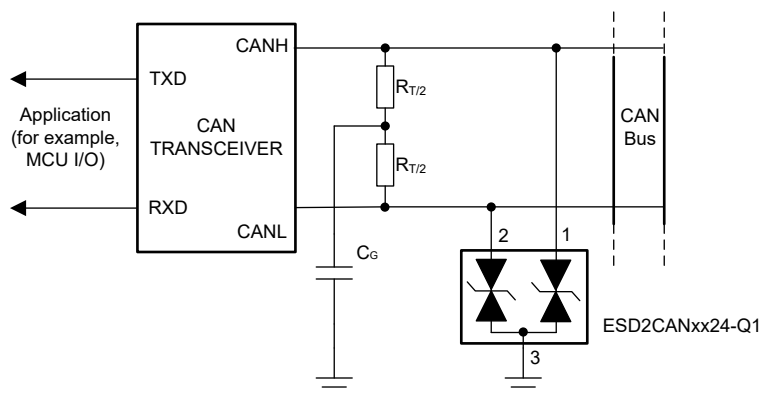 CANH
TXD
RT/2
Application
(for example,
MCU I/O)
CAN
TRANSCEIVER
CAN
Bus
RT/2
RXD
CANL
2
1
CG
ESD2CANxx24-Q1
3